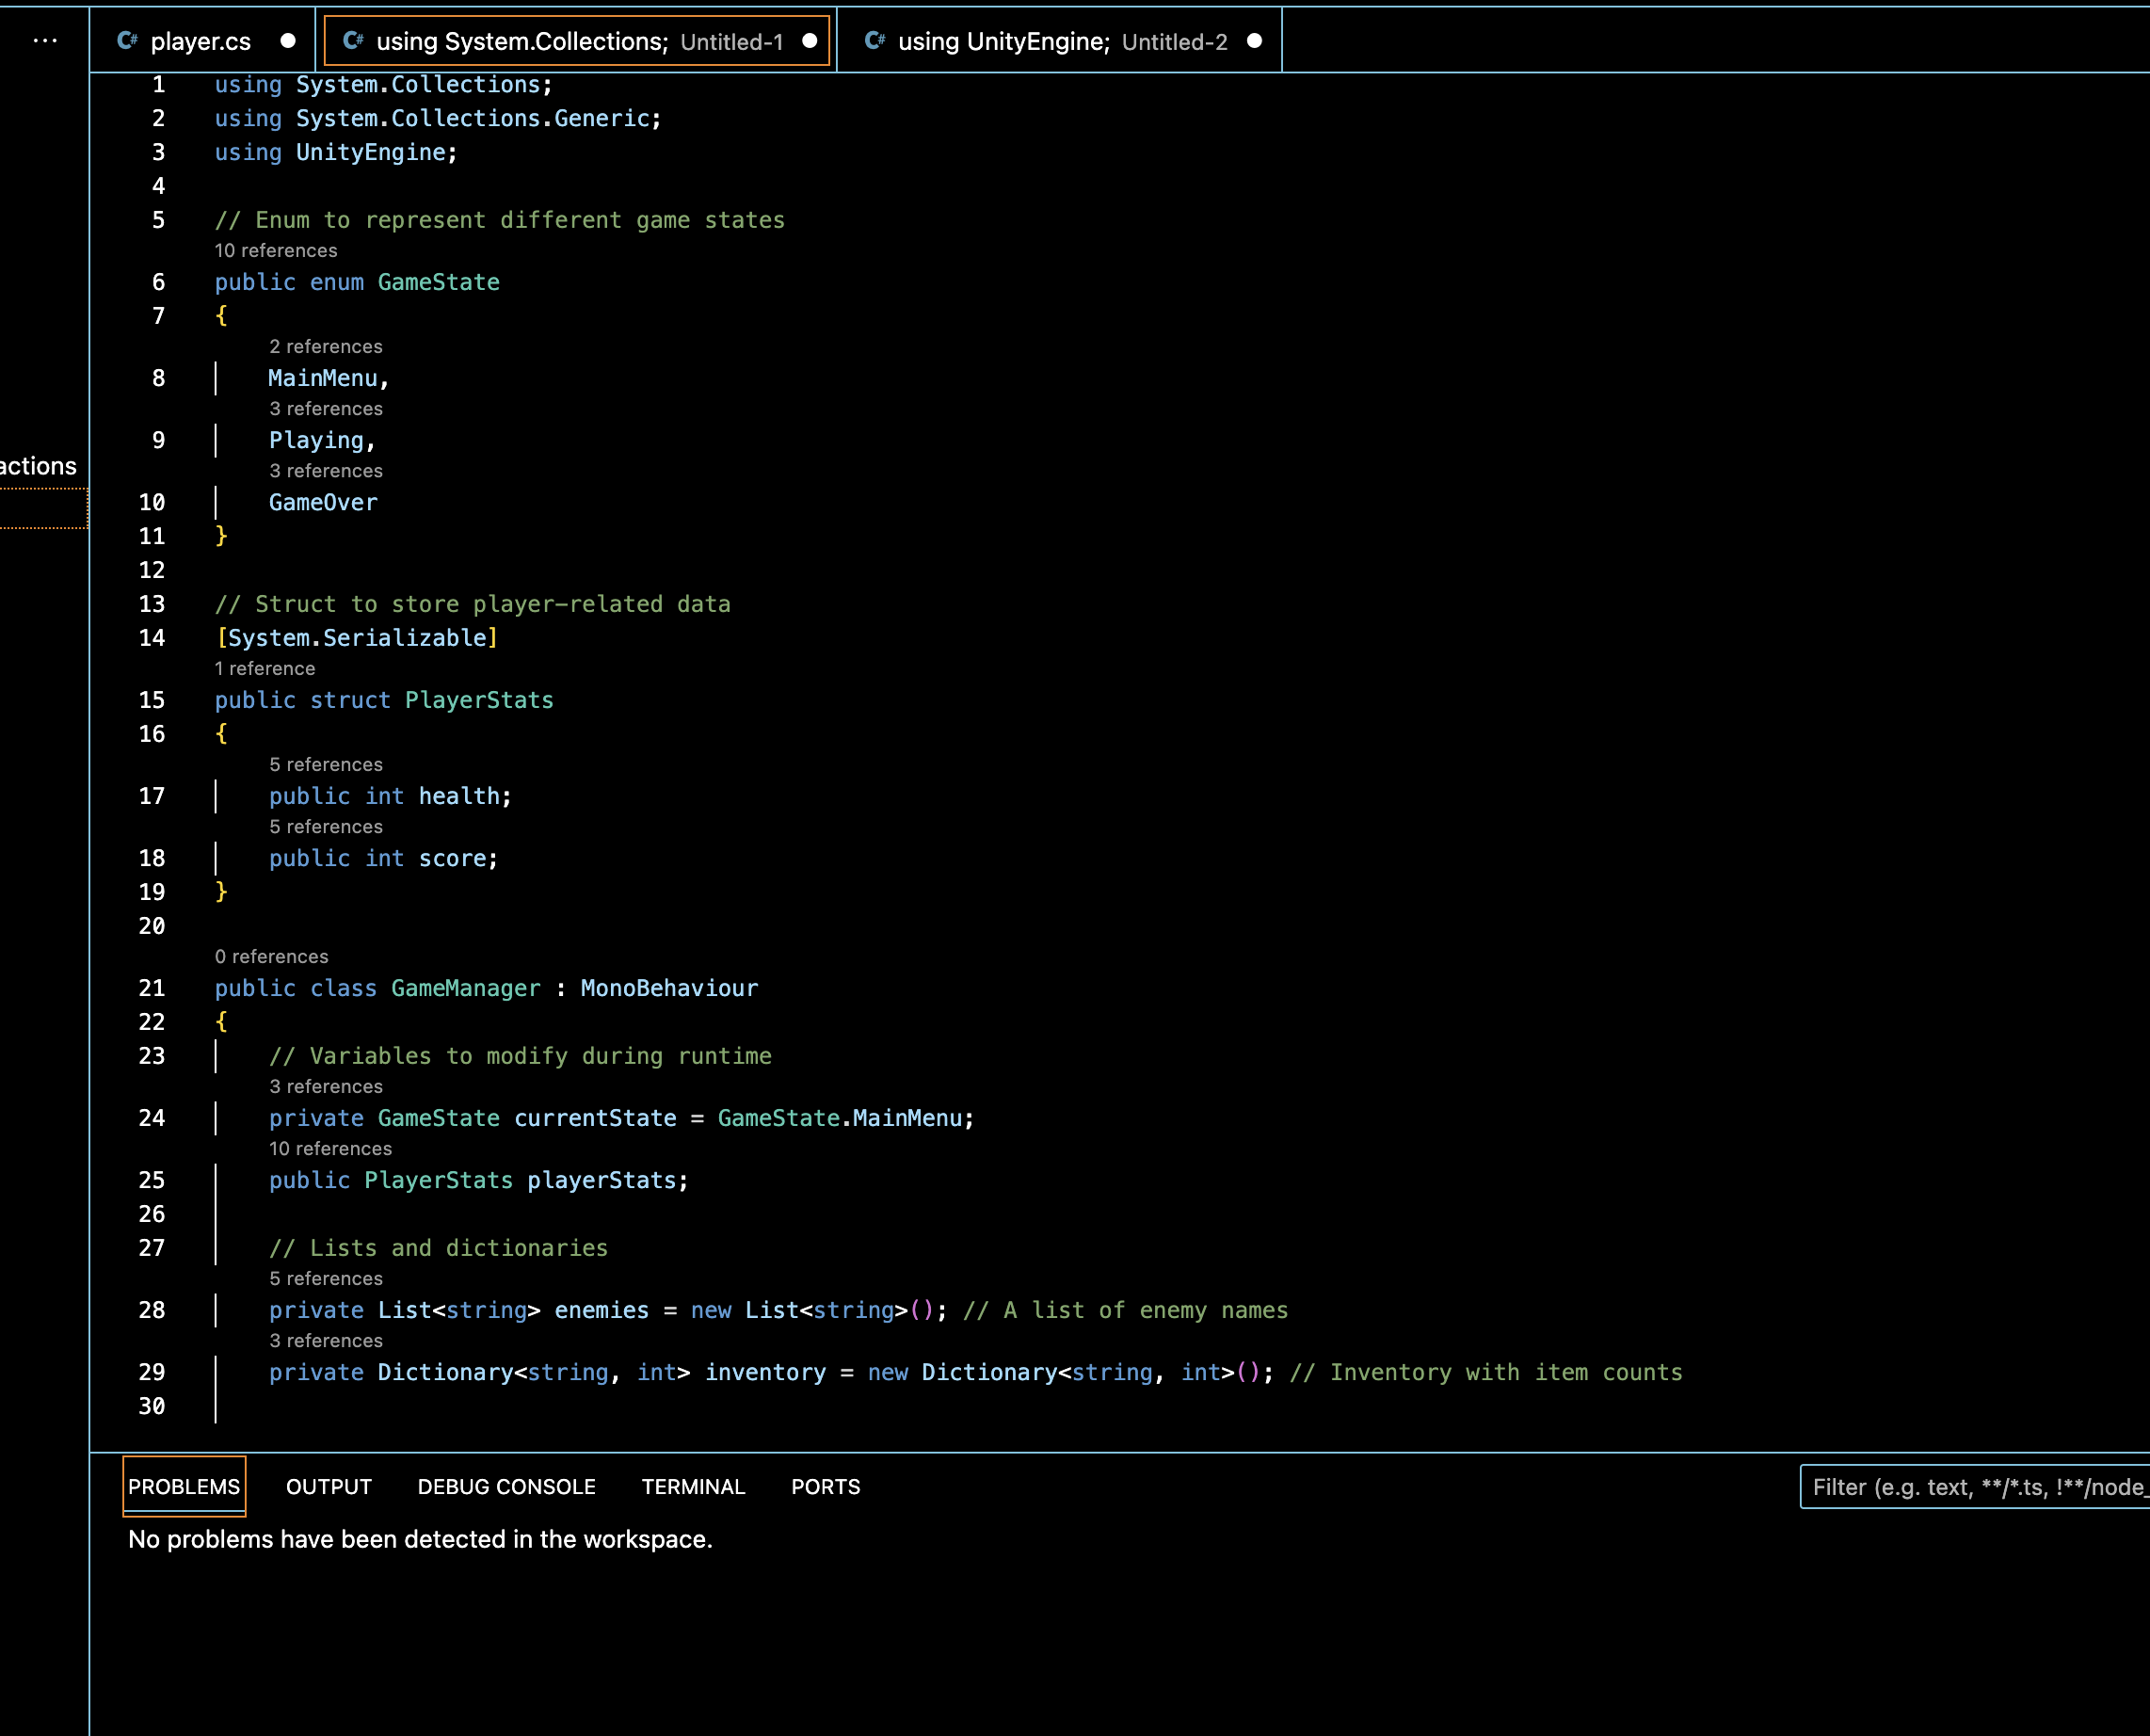 ··· player.cs ● using System.Collections; Untitled-1 ● using UnityEngine; Untitled-2 ●
1 using System.Collections;
2 using System.Collections.Generic;
3 using UnityEngine;
4
5 // Enum to represent different game states
10 references
6 public enum GameState
7 {
2 references
8 MainMenu,
3 references
9 Playing,
actions
3 references
10 GameOver
11 }
12
13 // Struct to store player-related data
14 [System.Serializable]
1 reference
15 public struct PlayerStats
16 {
5 references
17 public int health;
5 references
18 public int score;
19 }
20
0 references
21 public class GameManager : MonoBehaviour
22 {
23 // Variables to modify during runtime
3 references
24 private GameState currentState = GameState.MainMenu;
10 references
25 public PlayerStats playerStats;
26
27 // Lists and dictionaries
5 references
28 private List<string> enemies = new List<string>(); // A list of enemy names
3 references
29 private Dictionary<string, int> inventory = new Dictionary<string, int>(); // Inventory with item counts
30
PROBLEMS OUTPUT DEBUG CONSOLE TERMINAL PORTS Filter (e.g. text, **/*.ts, !**/node_
No problems have been detected in the workspace.